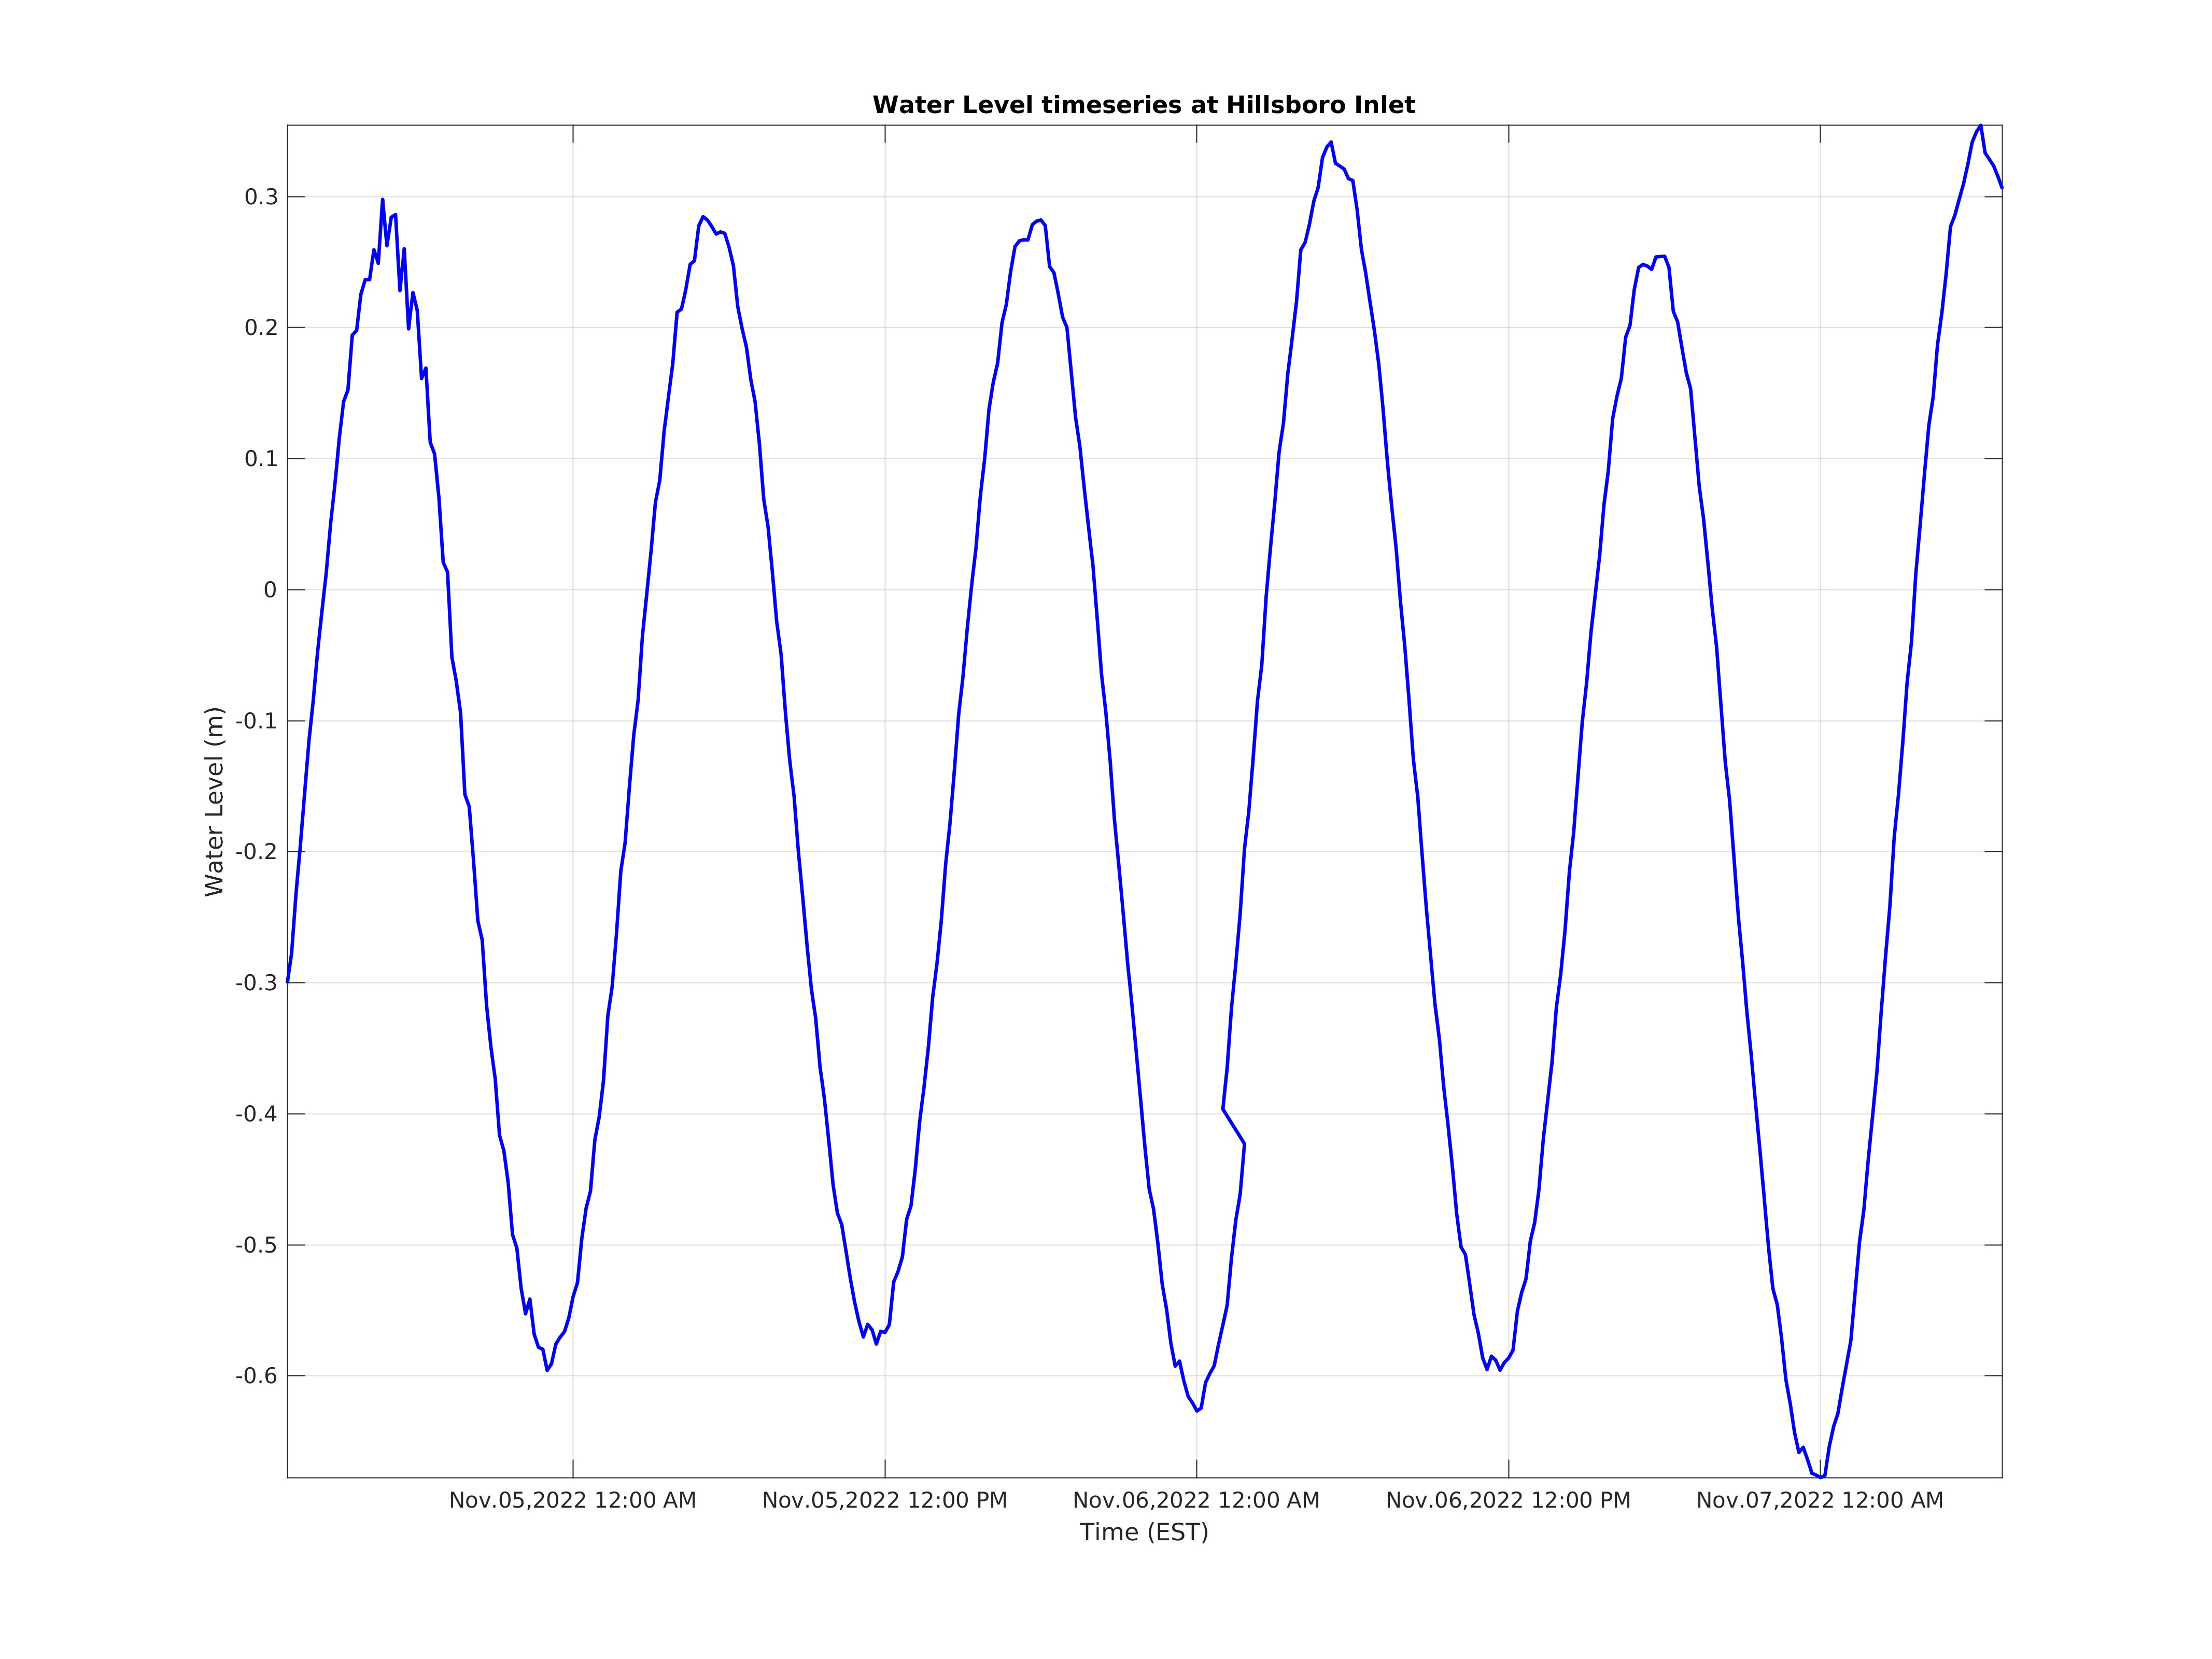 Water Level timeseries at Hillsboro Inlet
0.3
0.2
0.1
0
-0.1
-0.2
-0.3
-0.4
-0.5
-0.6
Water Level (m)
Nov.05,2022 12:00 AM
Nov.05,2022 12:00 PM
Nov.06,2022 12:00 AM
Nov.06,2022 12:00 PM
Nov.07,2022 12:00 AM
Time (EST)